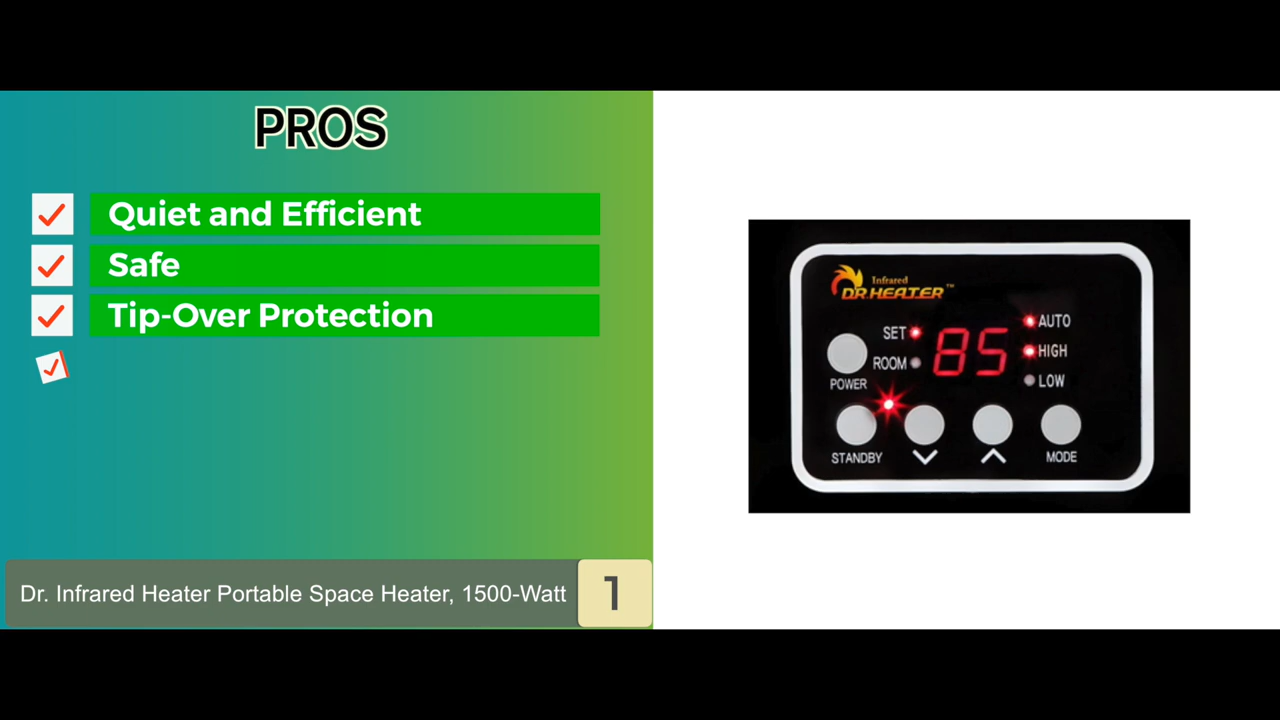 PROS
Quiet and Efficient
Safe
Tip-Over Protection
Dr. Infrared Heater Portable Space Heater, 1500-Watt
1
Infrared
DR. HEATER™
SET
85
AUTO
ROOM
HIGH
POWER
LOW
STANDBY
MODE